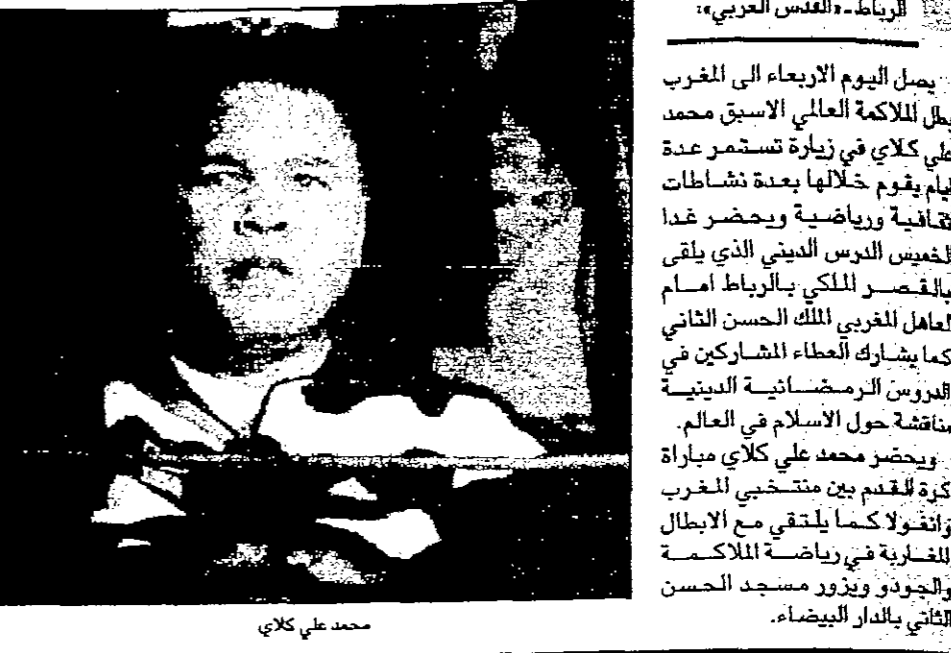 الرباط ـ «القدس العربي»:
يصل اليوم الاربعاء الى المغرب
بطل الملاكمة العالمي الاسبق محمد
علي كلاي في زيارة تستمر عدة
ايام يقوم خلالها بعدة نشاطات
ثقافية ورياضية ويحضر غدا
الخميس الدرس الديني الذي يلقى
بالقصر الملكي بالرباط امام
العاهل المغربي الملك الحسن الثاني
كما يشارك العطاء المشاركين في
الدروس الرمضانية الدينية
مناقشة حول الاسلام في العالم.
ويحضر محمد علي كلاي مباراة
كرة القدم بين منتخبي المغرب
وانغولا كما يلتقي مع الابطال
المغاربة في رياضة الملاكمة
والجودو ويزور مسجد الحسن
الثاني بالدار البيضاء.
محمد علي كلاي